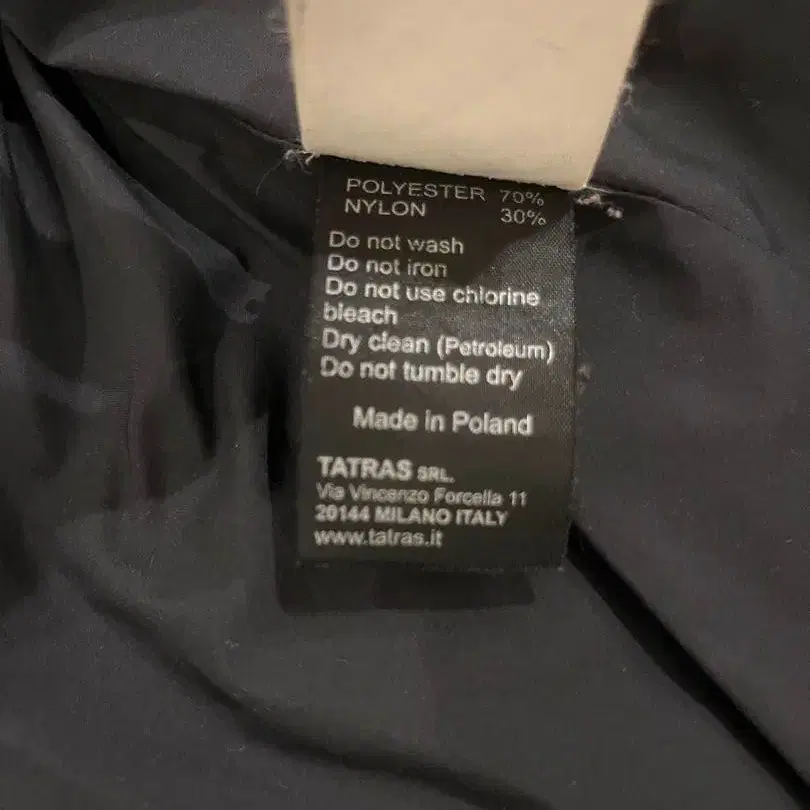 POLYESTER 70%
NYLON 30%
Do not wash
Do not iron
Do not use chlorine
bleach
Dry clean (Petroleum)
Do not tumble dry
Made in Poland
TATRAS SRL.
Via Vincenzo Forcella 11
20144 MILANO ITALY
www.tatras.it